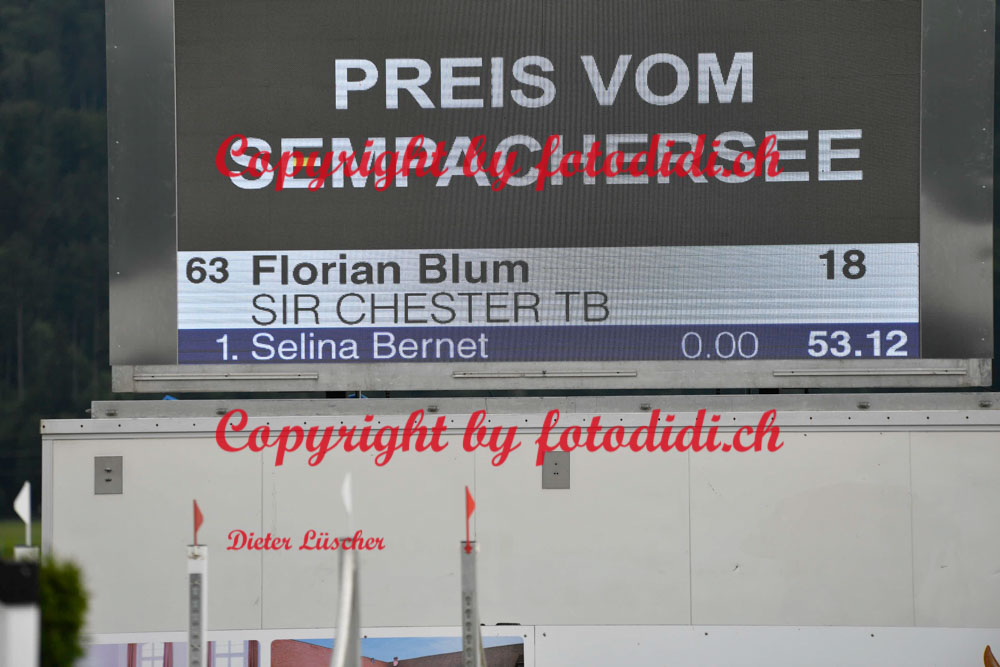 PREIS VOM
SEMPACHERSEE
Copyright by fotodidi.ch
63 Florian Blum 18
SIR CHESTER TB
1. Selina Bernet 0.00 53.12
Copyright by fotodidi.ch
Dieter Lüscher